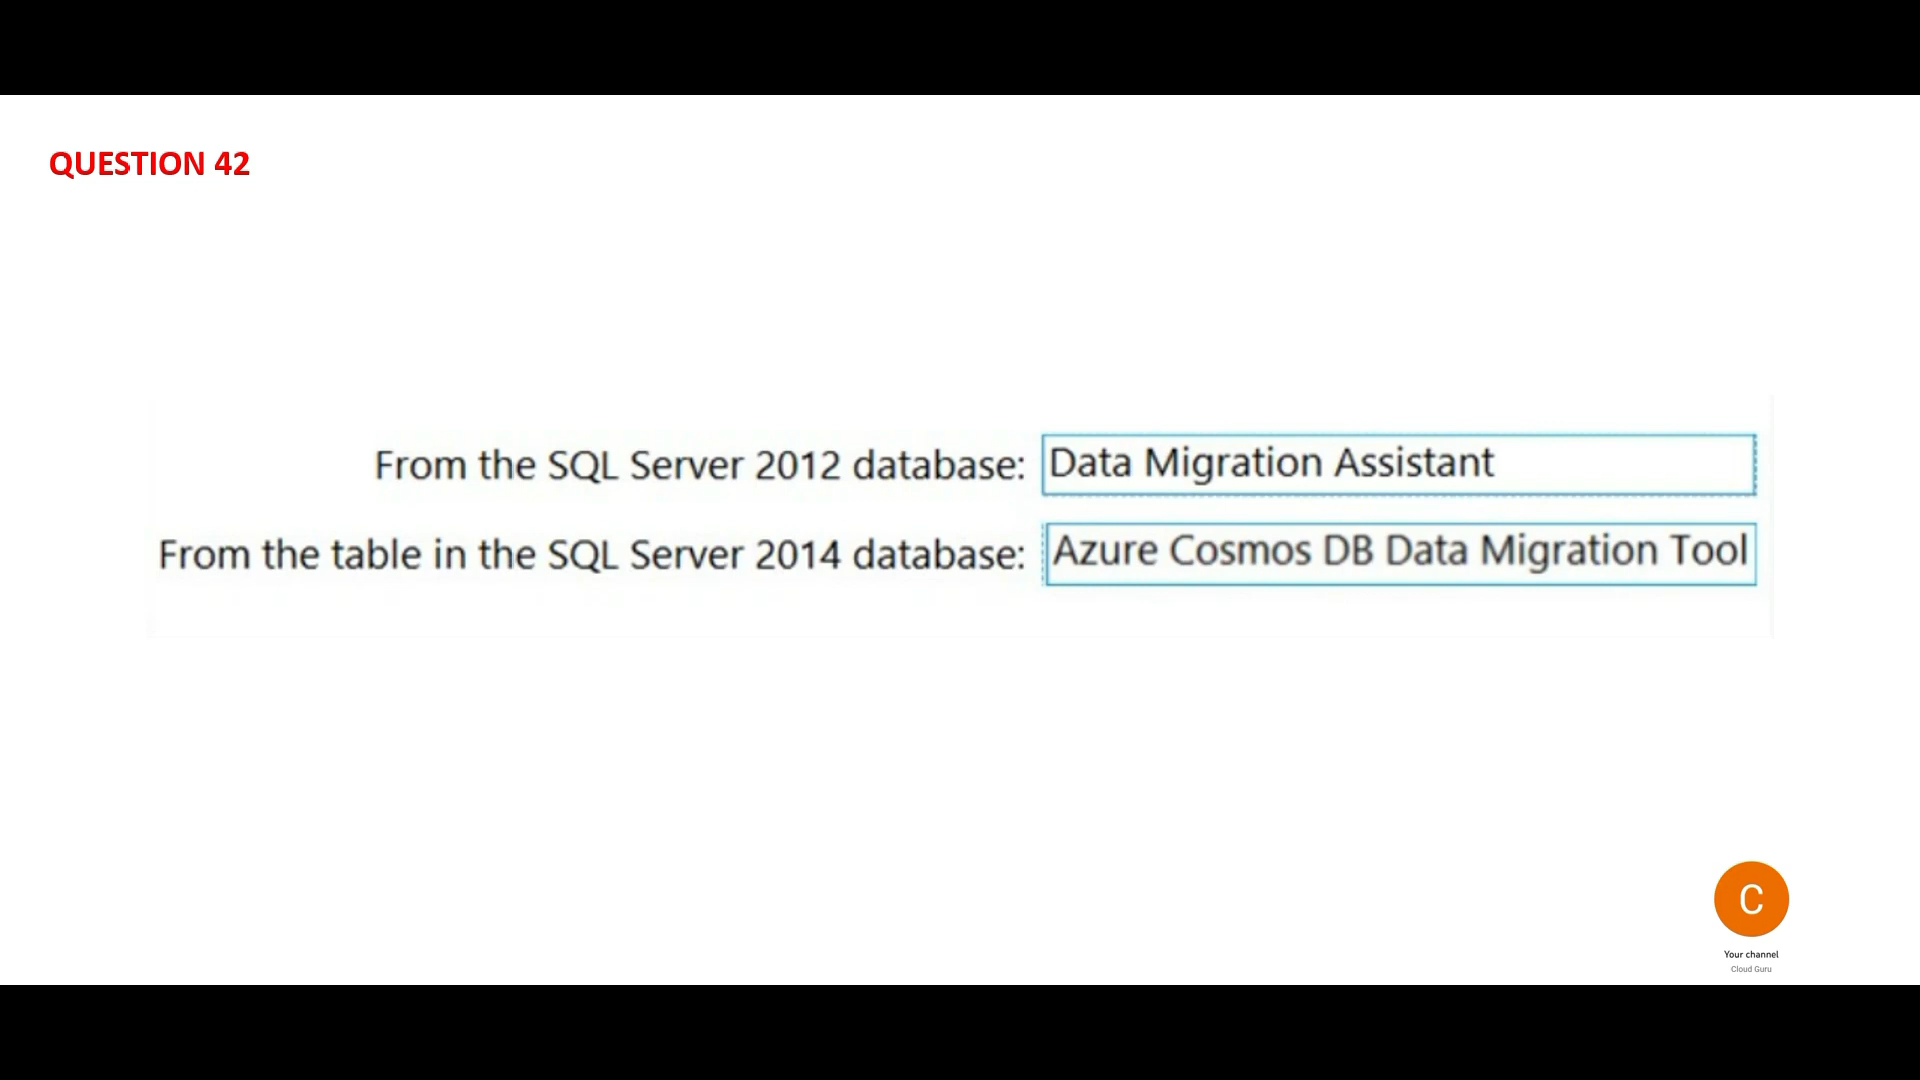 QUESTION 42
From the SQL Server 2012 database: Data Migration Assistant
From the table in the SQL Server 2014 database: Azure Cosmos DB Data Migration Tool
C
Your channel
Cloud Guru